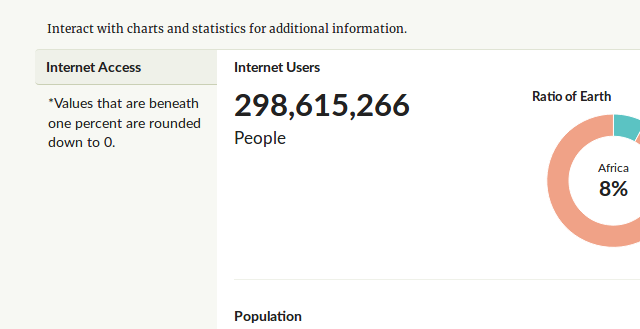 Interact with charts and statistics for additional information.
Internet Access
*Values that are beneath
one percent are rounded
down to 0.
Internet Users
298,615,266
People
Ratio of Earth
Africa
8%
Population